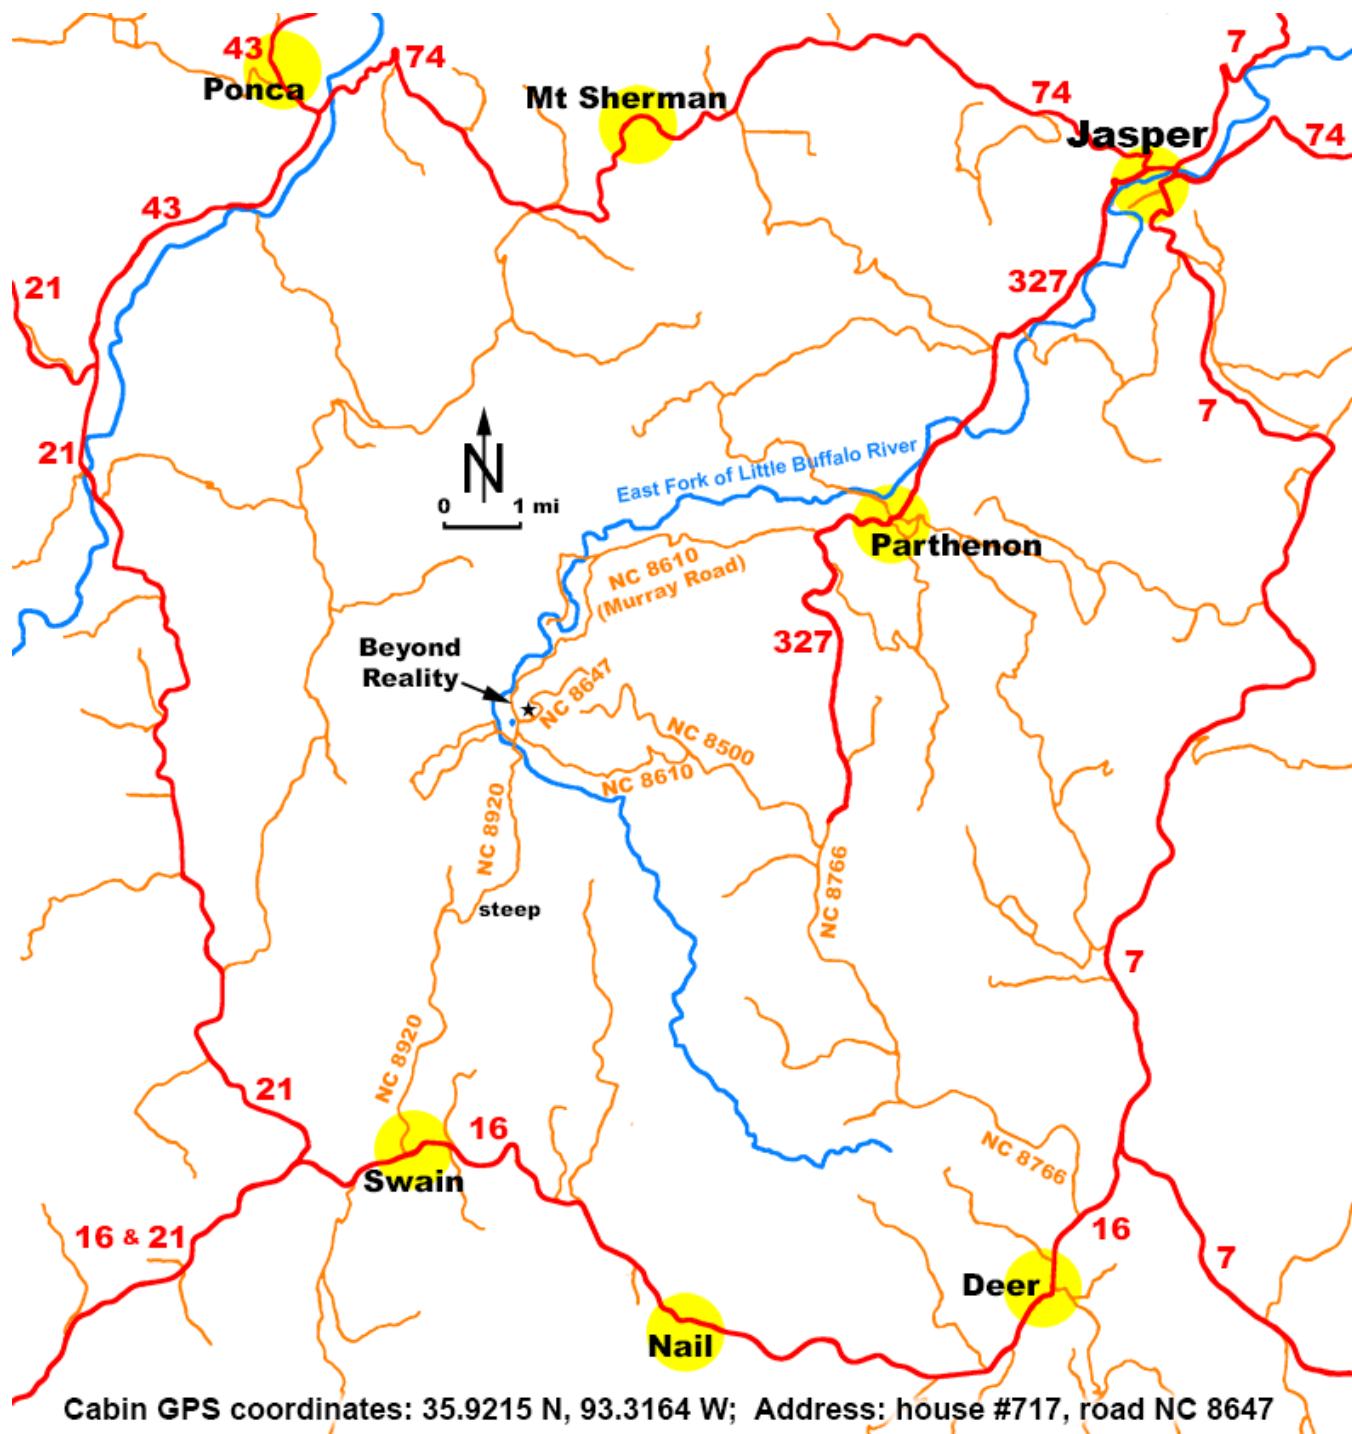 43
Ponca
74
Mt Sherman
74
7
Jasper
74
43
21
327
7
21
N
0 1 mi
East Fork of Little Buffalo River
Parthenon
NC 8610
(Murray Road)
327
Beyond
Reality
NC 8647
NC 8500
NC 8610
NC 8920
NC 8766
steep
7
NC 8920
21
16
Swain
NC 8766
16 & 21
16
7
Deer
Nail
Cabin GPS coordinates: 35.9215 N, 93.3164 W; Address: house #717, road NC 8647